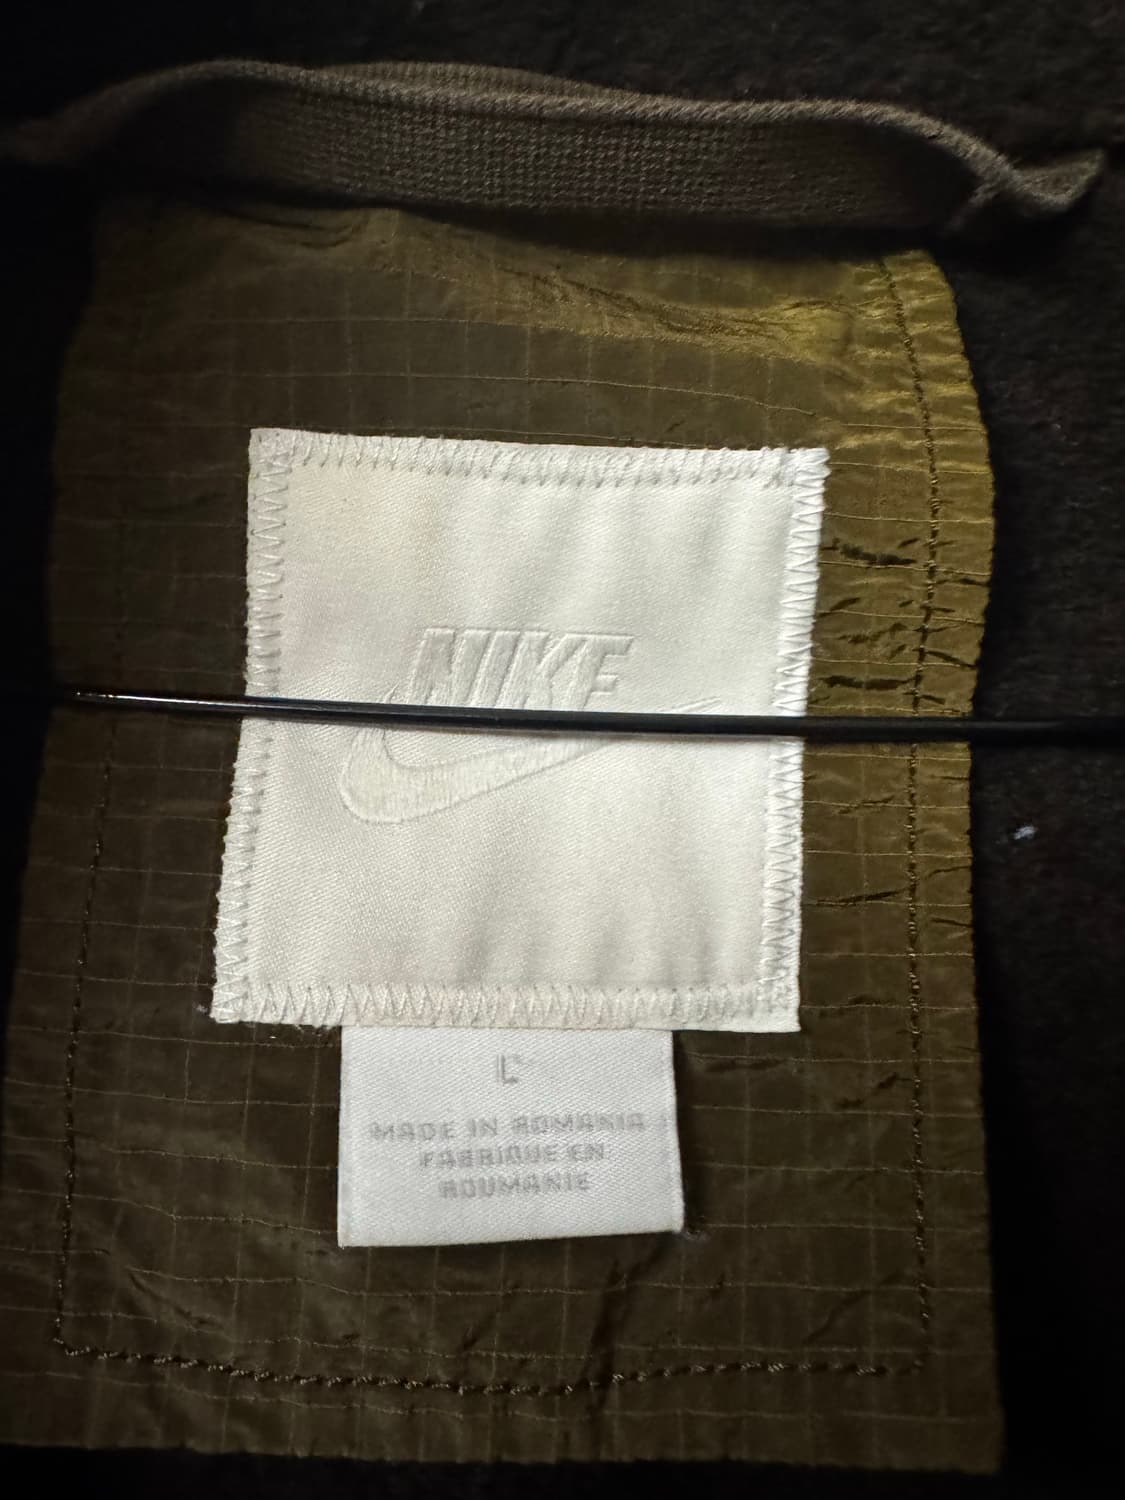 NIKE
L
MADE IN ROMANIA
FABRIQUE EN
ROUMANIE